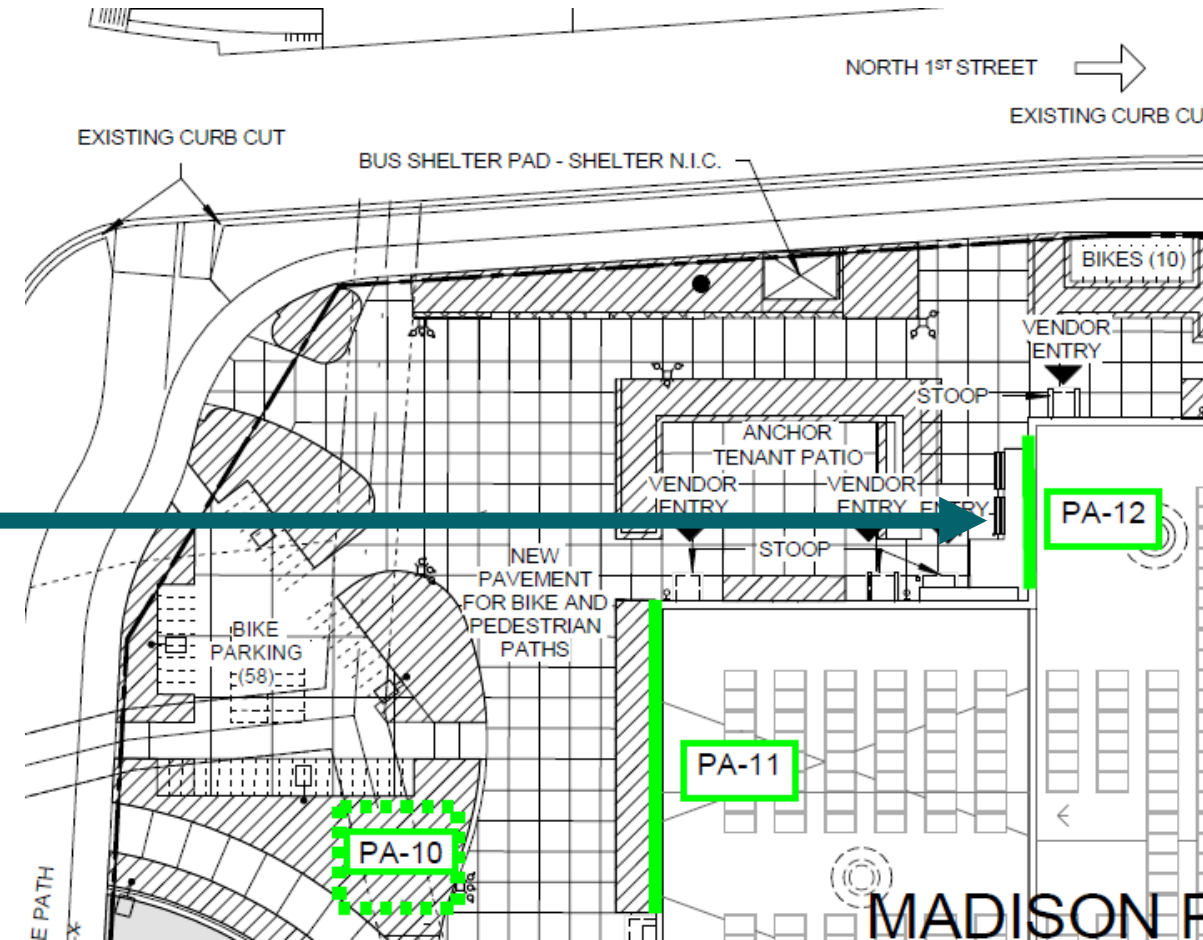 NORTH 1ST STREET
EXISTING CURB CU
EXISTING CURB CUT
BUS SHELTER PAD - SHELTER N.I.C.
BIKES (10)
VENDOR
ENTRY
STOOP
ANCHOR
TENANT PATIO
VENDOR
ENTRY
VENDOR
ENTRY
ENTRY
PA-12
STOOP
NEW
PAVEMENT
FOR BIKE AND
PEDESTRIAN
PATHS
BIKE
PARKING
(58)
PA-11
PA-10
E PATH
MADISON P